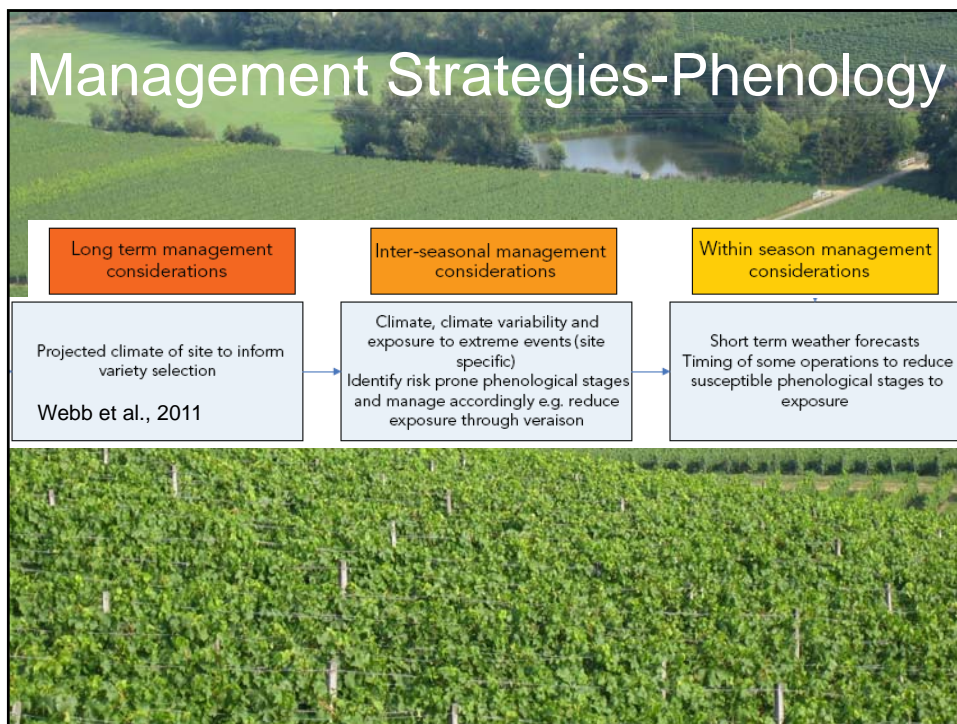 Management Strategies-Phenology
Long term management
considerations
Projected climate of site to inform
variety selection
Webb et al., 2011
Inter-seasonal management
considerations
Climate, climate variability and
exposure to extreme events (site
specific)
Identify risk prone phenological stages
and manage accordingly e.g. reduce
exposure through veraison
Within season management
considerations
Short term weather forecasts
Timing of some operations to reduce
susceptible phenological stages to
exposure